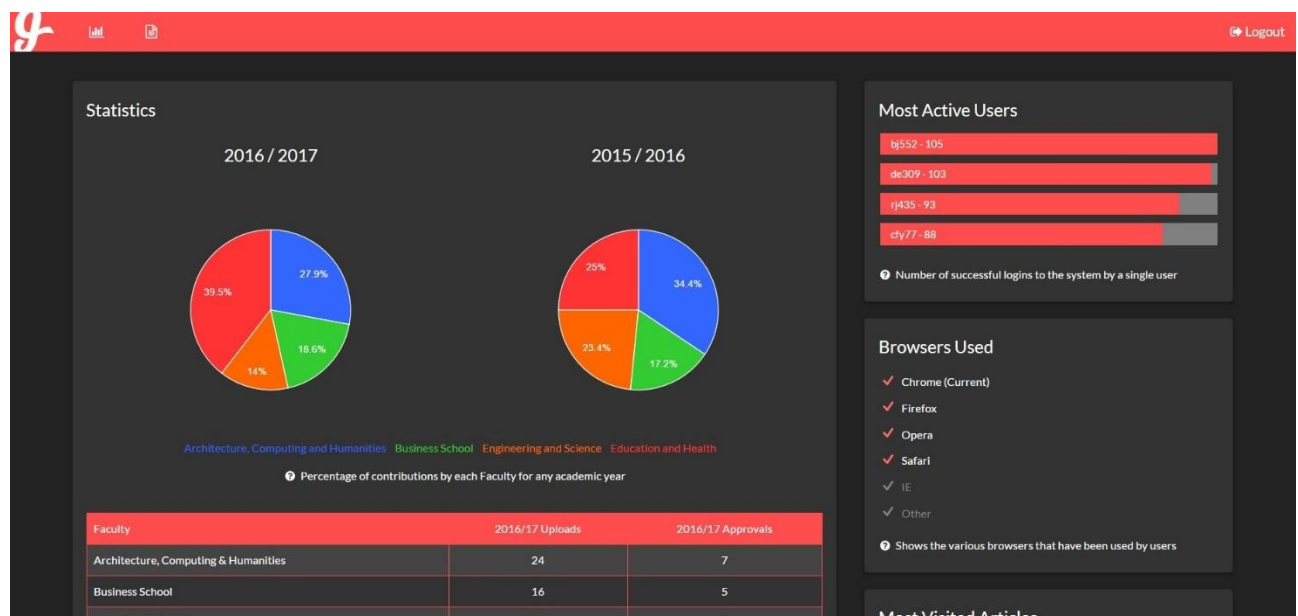 g
Logout
Statistics
2016 / 2017
2015 / 2016
27.9%
18.6%
14%
39.5%
34.4%
17.2%
23.4%
25%
Architecture, Computing and Humanities Business School Engineering and Science Education and Health
Percentage of contributions by each Faculty for any academic year
Faculty 2016/17 Uploads 2016/17 Approvals
Architecture, Computing & Humanities 24 7
Business School 16 5
Most Active Users
bj552 - 105
de309 - 103
rj435 - 93
cfy77 - 88
Number of successful logins to the system by a single user
Browsers Used
Chrome (Current)
Firefox
Opera
Safari
IE
Other
Shows the various browsers that have been used by users
Most Visited Articles